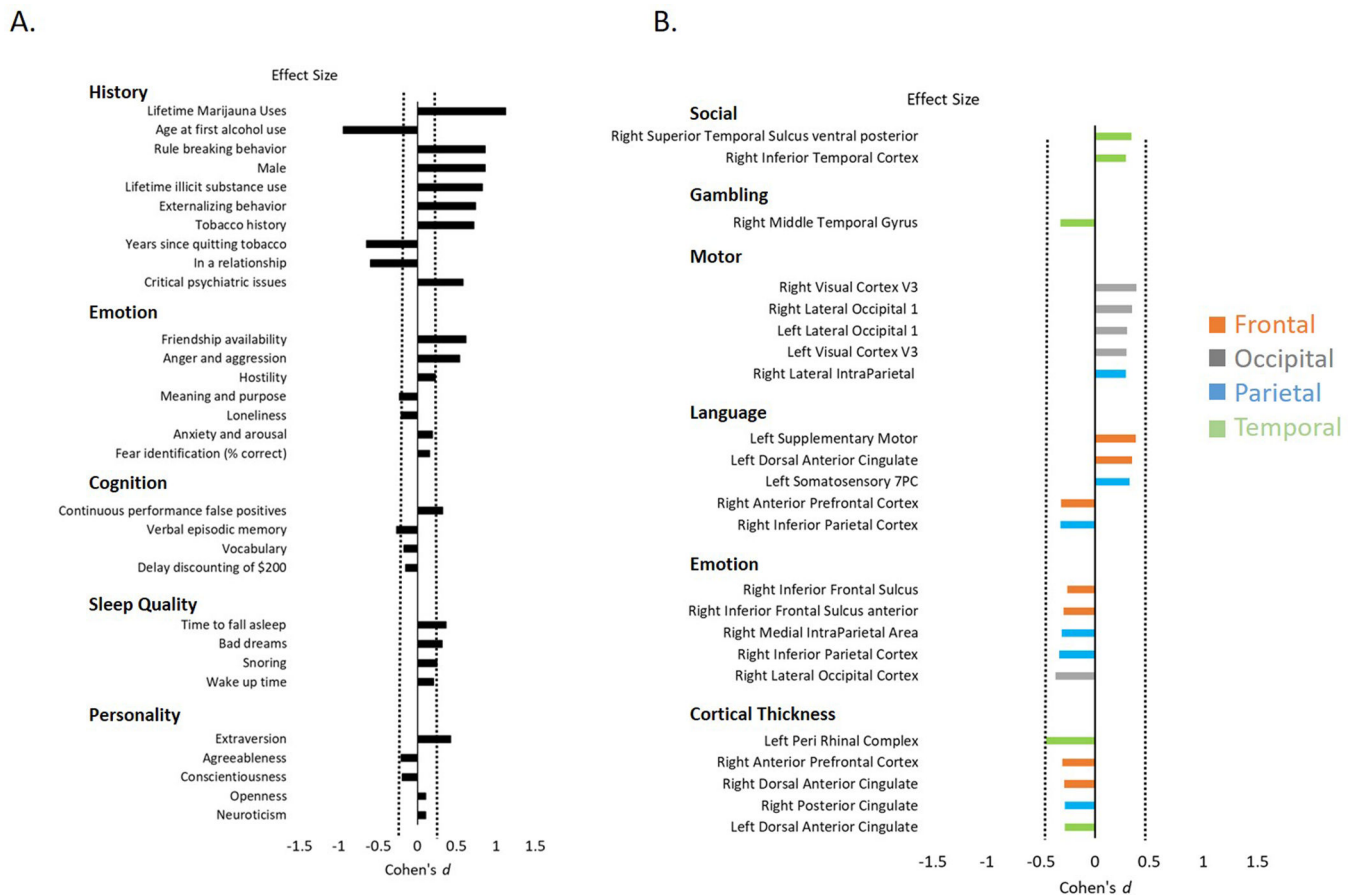 A.
Effect Size
History
Lifetime Marijauna Uses
Age at first alcohol use
Rule breaking behavior
Male
Lifetime illicit substance use
Externalizing behavior
Tobacco history
Years since quitting tobacco
In a relationship
Critical psychiatric issues
Emotion
Friendship availability
Anger and aggression
Hostility
Meaning and purpose
Loneliness
Anxiety and arousal
Fear identification (% correct)
Cognition
Continuous performance false positives
Verbal episodic memory
Vocabulary
Delay discounting of $200
Sleep Quality
Time to fall asleep
Bad dreams
Snoring
Wake up time
Personality
Extraversion
Agreeableness
Conscientiousness
Openness
Neuroticism
-1.5 -1 -0.5 0 0.5 1 1.5
Cohen's d
B.
Effect Size
Social
Right Superior Temporal Sulcus ventral posterior
Right Inferior Temporal Cortex
Gambling
Right Middle Temporal Gyrus
Motor
Right Visual Cortex V3
Right Lateral Occipital 1
Left Lateral Occipital 1
Left Visual Cortex V3
Right Lateral IntraParietal
Language
Left Supplementary Motor
Left Dorsal Anterior Cingulate
Left Somatosensory 7PC
Right Anterior Prefrontal Cortex
Right Inferior Parietal Cortex
Emotion
Right Inferior Frontal Sulcus
Right Inferior Frontal Sulcus anterior
Right Medial IntraParietal Area
Right Inferior Parietal Cortex
Right Lateral Occipital Cortex
Cortical Thickness
Left Peri Rhinal Complex
Right Anterior Prefrontal Cortex
Right Dorsal Anterior Cingulate
Right Posterior Cingulate
Left Dorsal Anterior Cingulate
-1.5 -1 -0.5 0 0.5 1 1.5
Cohen's d
Frontal
Occipital
Parietal
Temporal